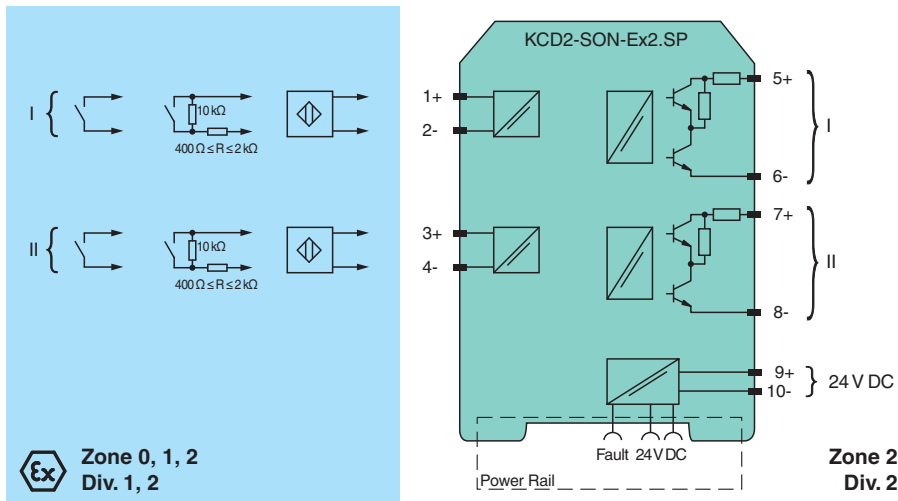 KCD2-SON-Ex2.SP
I
10 kΩ
400 Ω ≤ R ≤ 2 kΩ
1+
2-
5+
6-
I
II
10 kΩ
400 Ω ≤ R ≤ 2 kΩ
3+
4-
7+
8-
II
9+
10-
24 V DC
Fault 24 V DC
Power Rail
Ex
Zone 0, 1, 2
Div. 1, 2
Zone 2
Div. 2